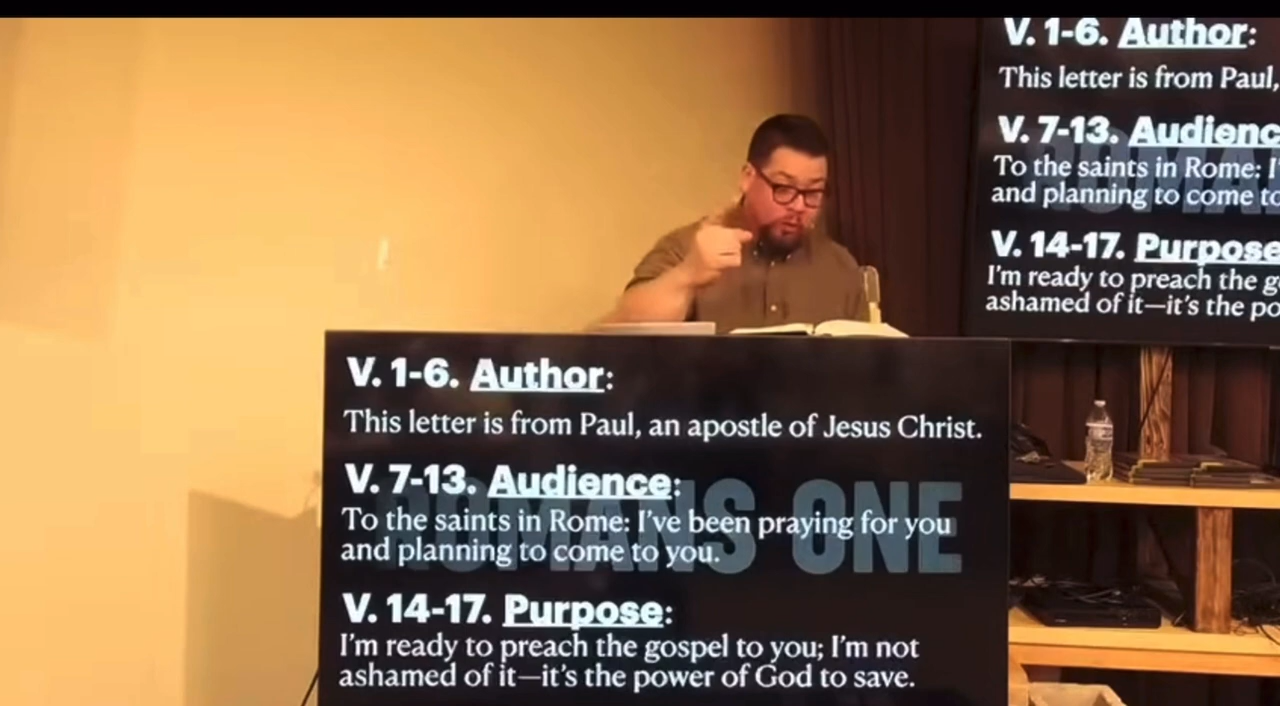 V. 1-6. Author:
This letter is from Paul, an apostle of Jesus Christ.
V. 7-13. Audience:
To the saints in Rome: I've been praying for you
and planning to come to you.
ROMANS ONE
V. 14-17. Purpose:
I'm ready to preach the gospel to you; I'm not
ashamed of it—it's the power of God to save.
V. 1-6. Author:
This letter is from Paul,
V. 7-13. Audienc
To the saints in Rome: I'
and planning to come to
V. 14-17. Purpose
I'm ready to preach the g
ashamed of it—it's the po